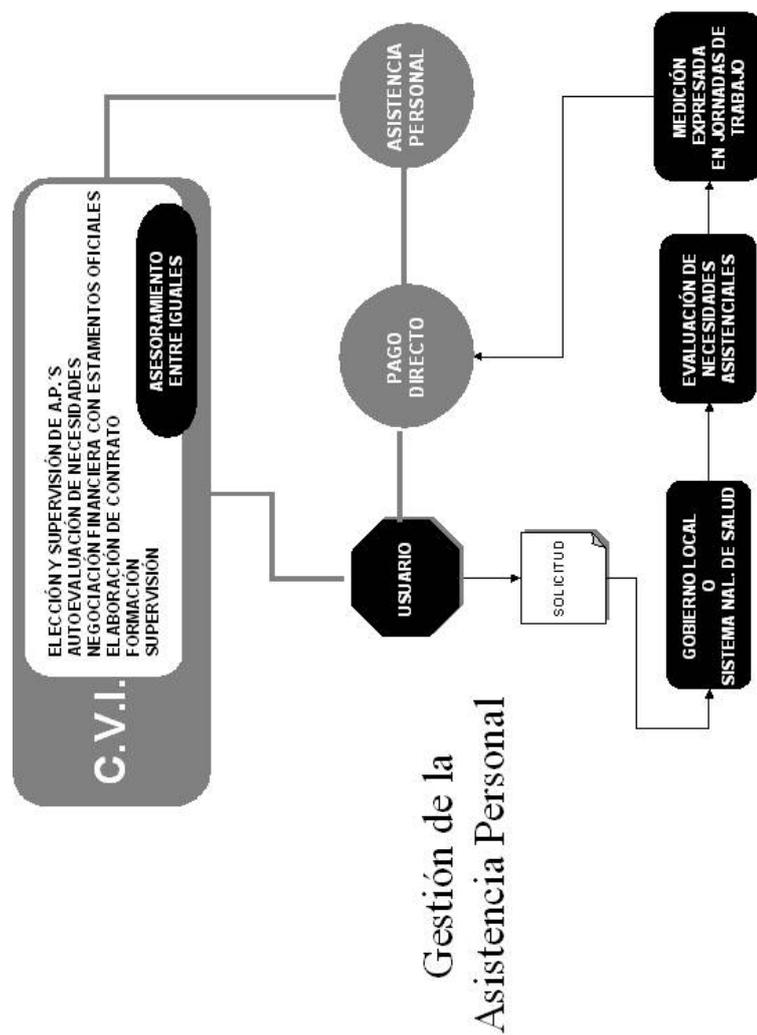 C.V.I.
ELECCIÓN Y SUPERVISIÓN DE A.P.´S
AUTOEVALUACIÓN DE NECESIDADES
NEGOCIACIÓN FINANCIERA CON ESTAMENTOS OFICIALES
ELABORACIÓN DE CONTRATO
FORMACIÓN
SUPERVISIÓN
ASESORAMIENTO
ENTRE IGUALES
USUARIO
PAGO
DIRECTO
ASISTENCIA
PERSONAL
SOLICITUD
Gestión de la
Asistencia Personal
GOBIERNO LOCAL
O
SISTEMA NAL. DE SALUD
EVALUACIÓN DE
NECESIDADES
ASISTENCIALES
MEDICIÓN
EXPRESADA
EN JORNADAS DE
TRABAJO